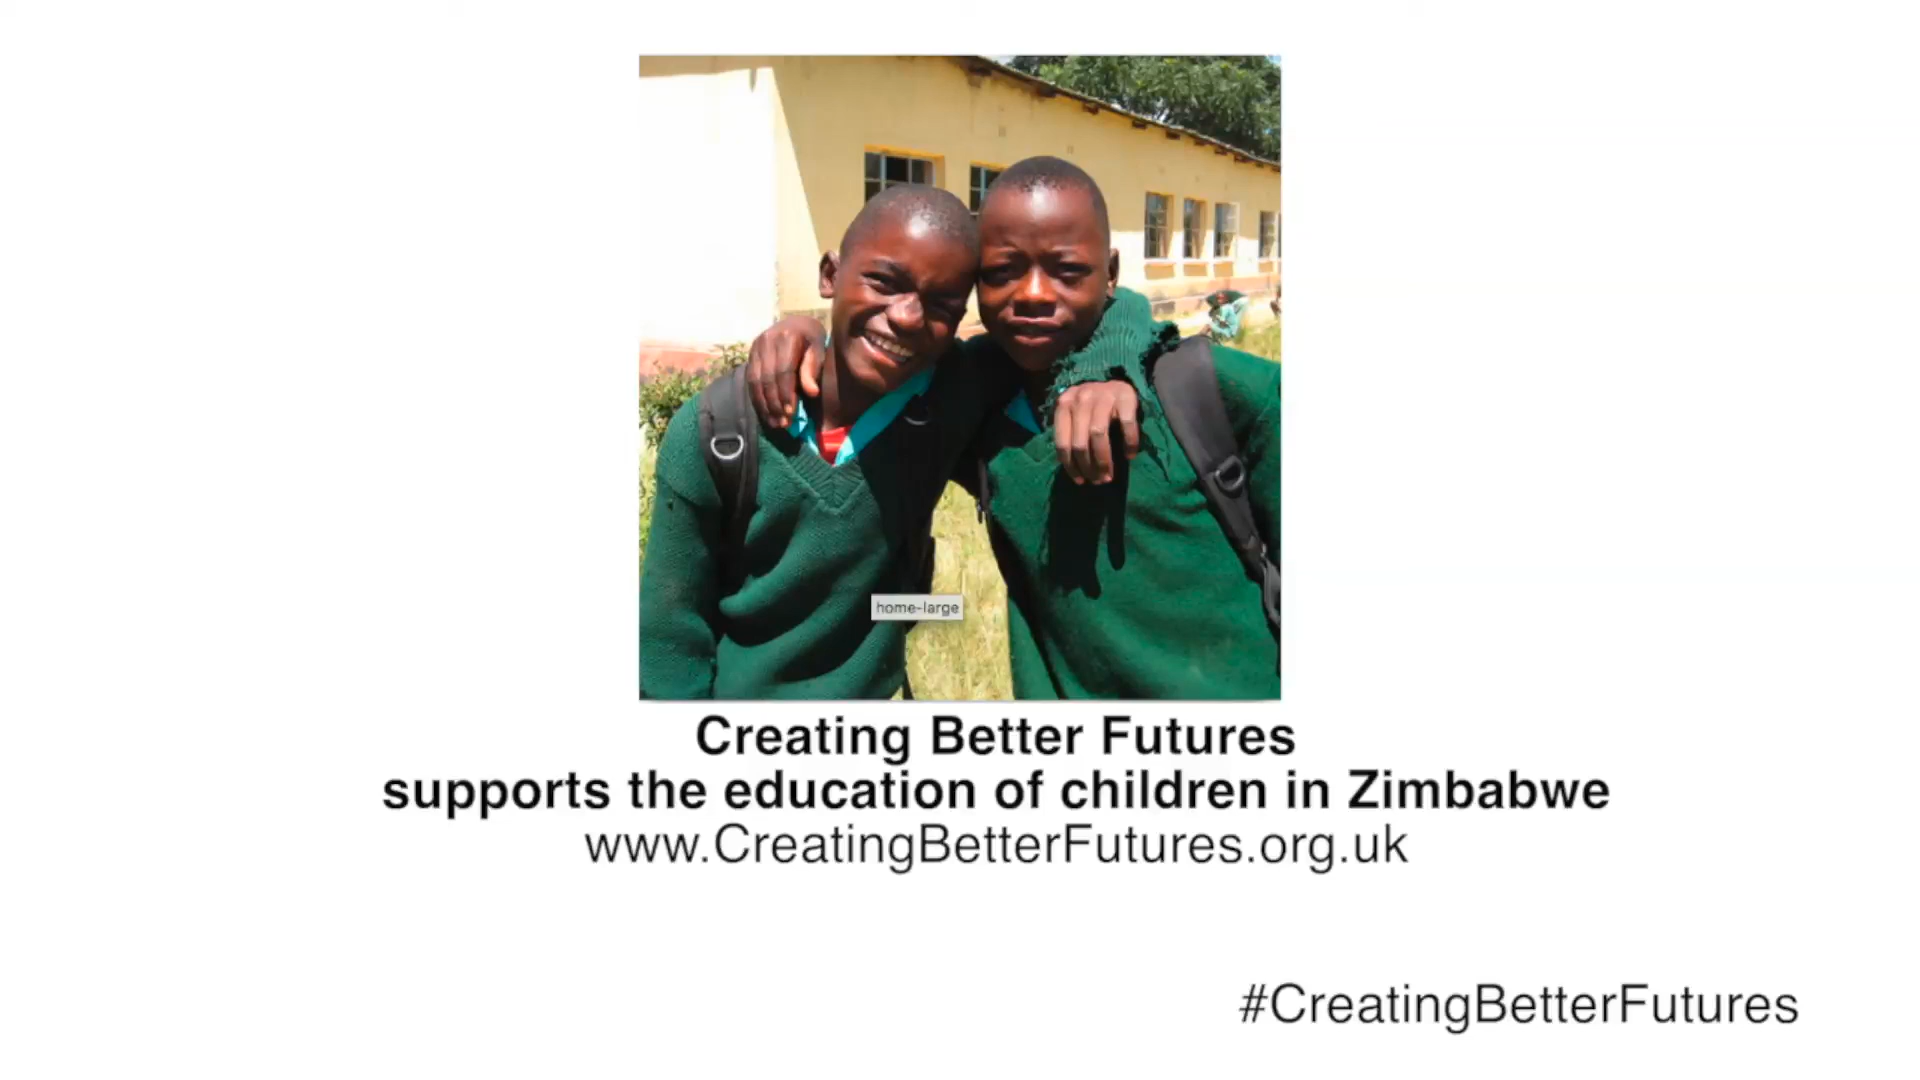 home-large
Creating Better Futures
supports the education of children in Zimbabwe
www.CreatingBetterFutures.org.uk
#CreatingBetterFutures